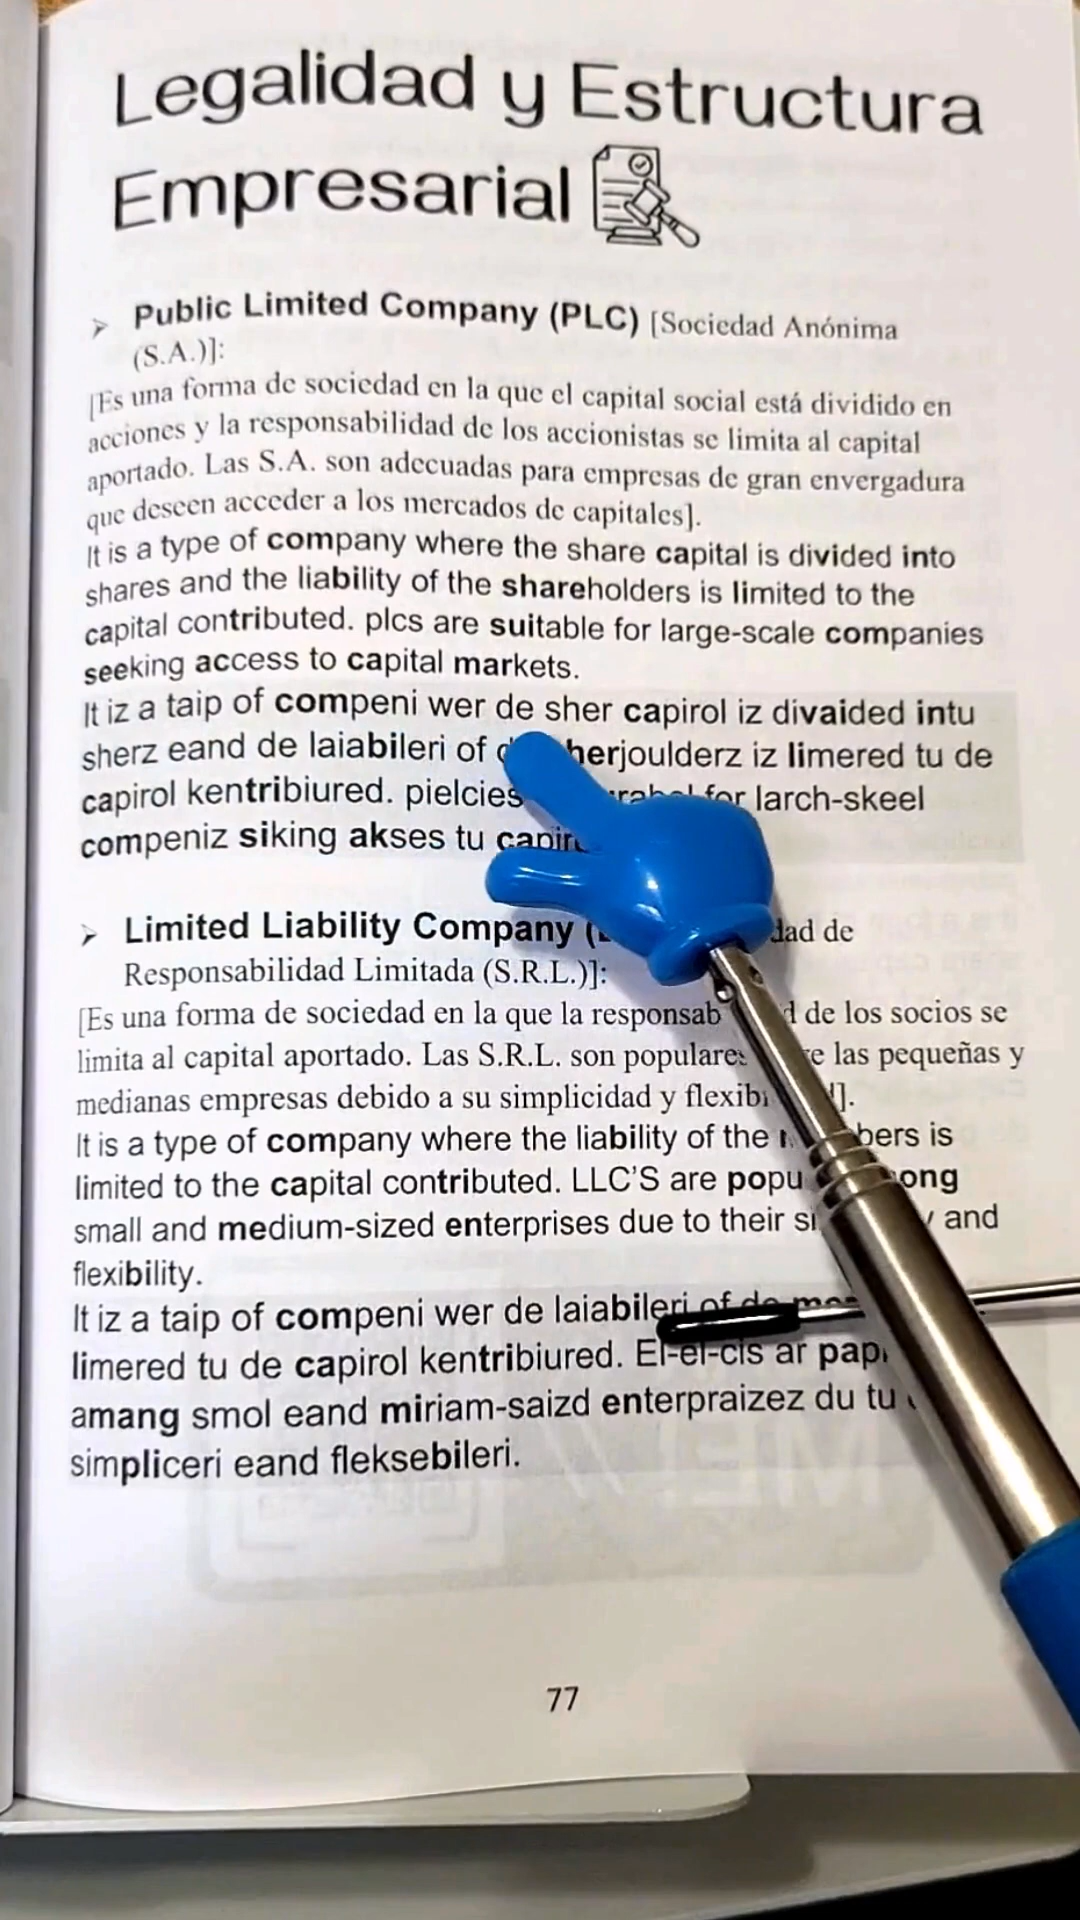 Legalidad y Estructura
Empresarial
Public Limited Company (PLC) [Sociedad Anónima
(S.A.)]:
[Es una forma de sociedad en la que el capital social está dividido en
acciones y la responsabilidad de los accionistas se limita al capital
aportado. Las S.A. son adecuadas para empresas de gran envergadura
que deseen acceder a los mercados de capitales].
It is a type of company where the share capital is divided into
shares and the liability of the shareholders is limited to the
capital contributed. plcs are suitable for large-scale companies
seeking access to capital markets.
It iz a taip of compeni wer de sher capirol iz divaided intu
sherz eand de laiabileri of herjoulderz iz limered tu de
capirol kentribiured. pielcies for larch-skeel
compeniz siking akses tu
Limited Liability Company dad de
Responsabilidad Limitada (S.R.L.)]:
[Es una forma de sociedad en la que la responsab d de los socios se
limita al capital aportado. Las S.R.L. son populares las pequeñas y
medianas empresas debido a su simplicidad y
It is a type of company where the liability of the bers is
limited to the capital contributed. LLC'S are popu ong
small and medium-sized enterprises due to their and
flexibility.
It iz a taip of compeni wer de laiabileri of de
limered tu de capirol kentribiured. El-el-cis ar
amang smol eand miriam-saizd enterpraizez du tu
simpliceri eand fleksebileri.
77